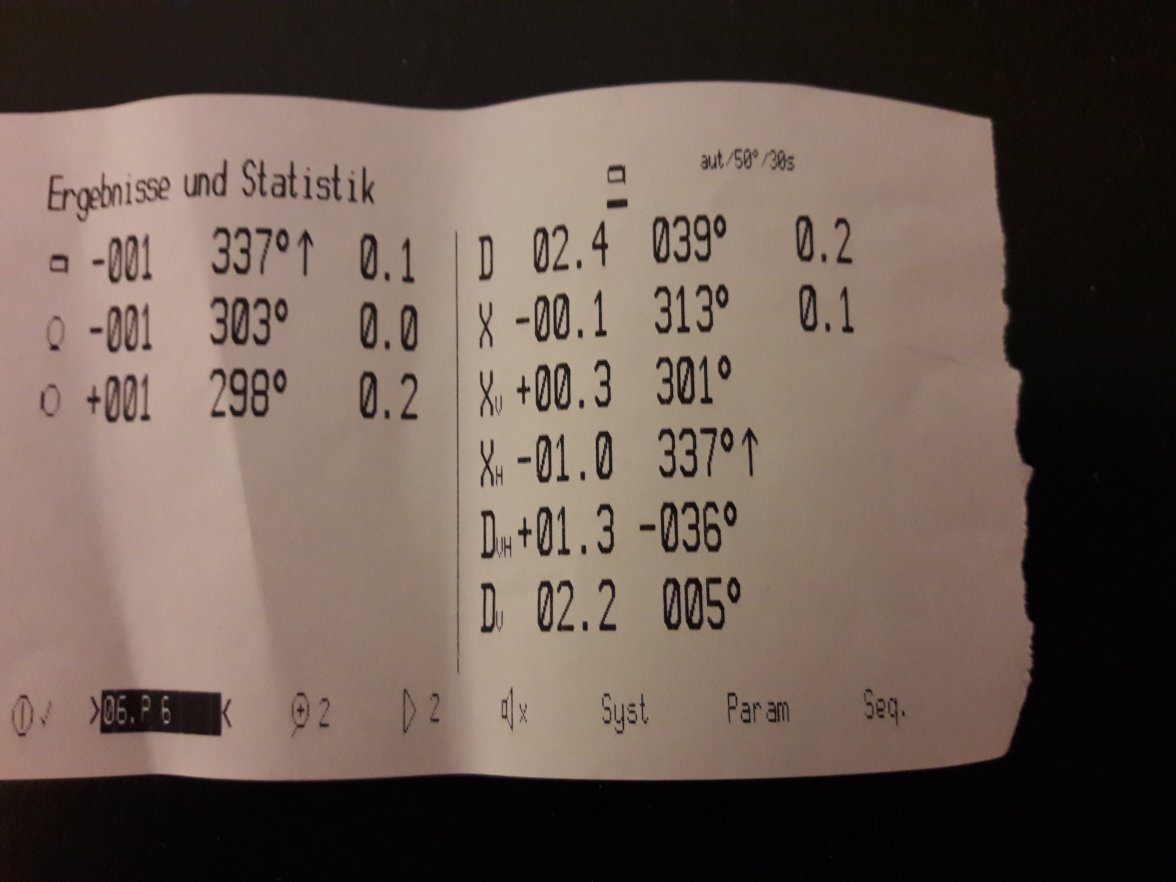 Ergebnisse und Statistik
-001 337°↑ 0.1
-001 303° 0.0
+001 298° 0.2
aut/50°/30s
D 02.4 039° 0.2
X -00.1 313° 0.1
Xᵥ +00.3 301°
X_H -01.0 337°↑
D_VH +01.3 -036°
Dᵥ 02.2 005°
✓ >06.P 6 < 2 2 x Syst Param Seq.